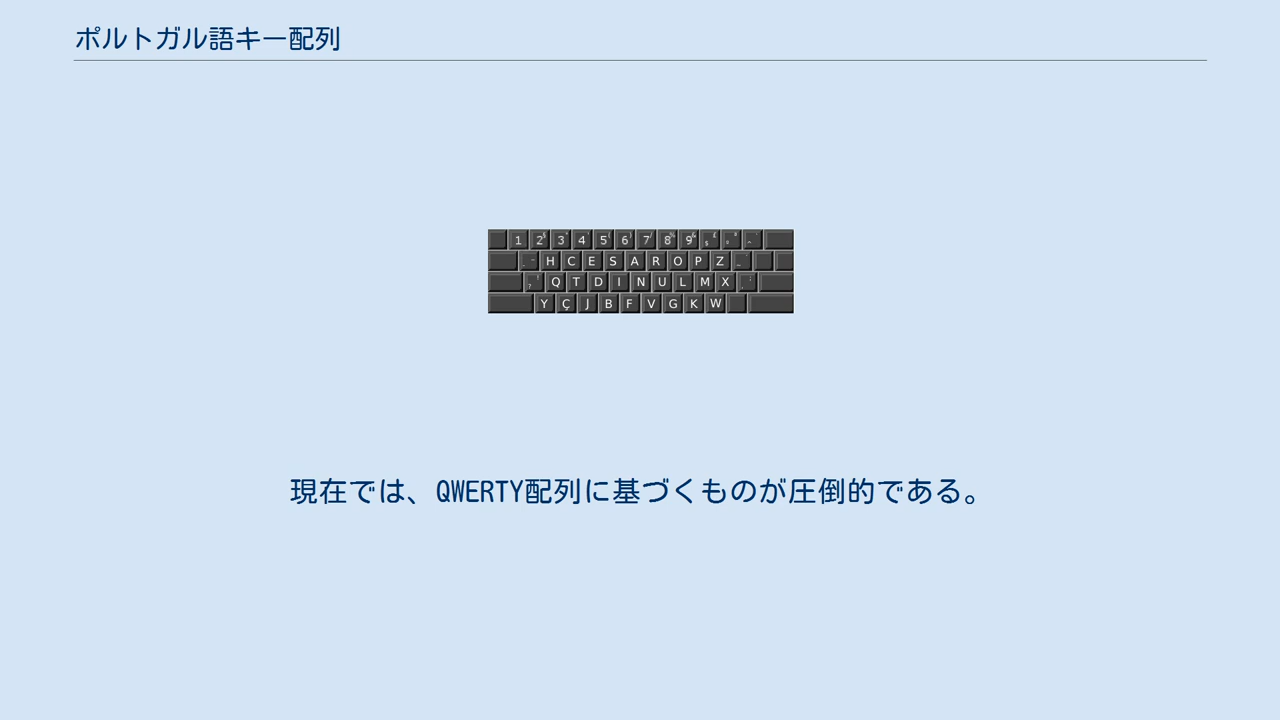 ポルトガル語キー配列
1 2 3 4 5 6 7 8 9
H C E S A R O P Z
Q T D I N U L M X
Y Ç J B F V G K W
現在では、QWERTY配列に基づくものが圧倒的である。